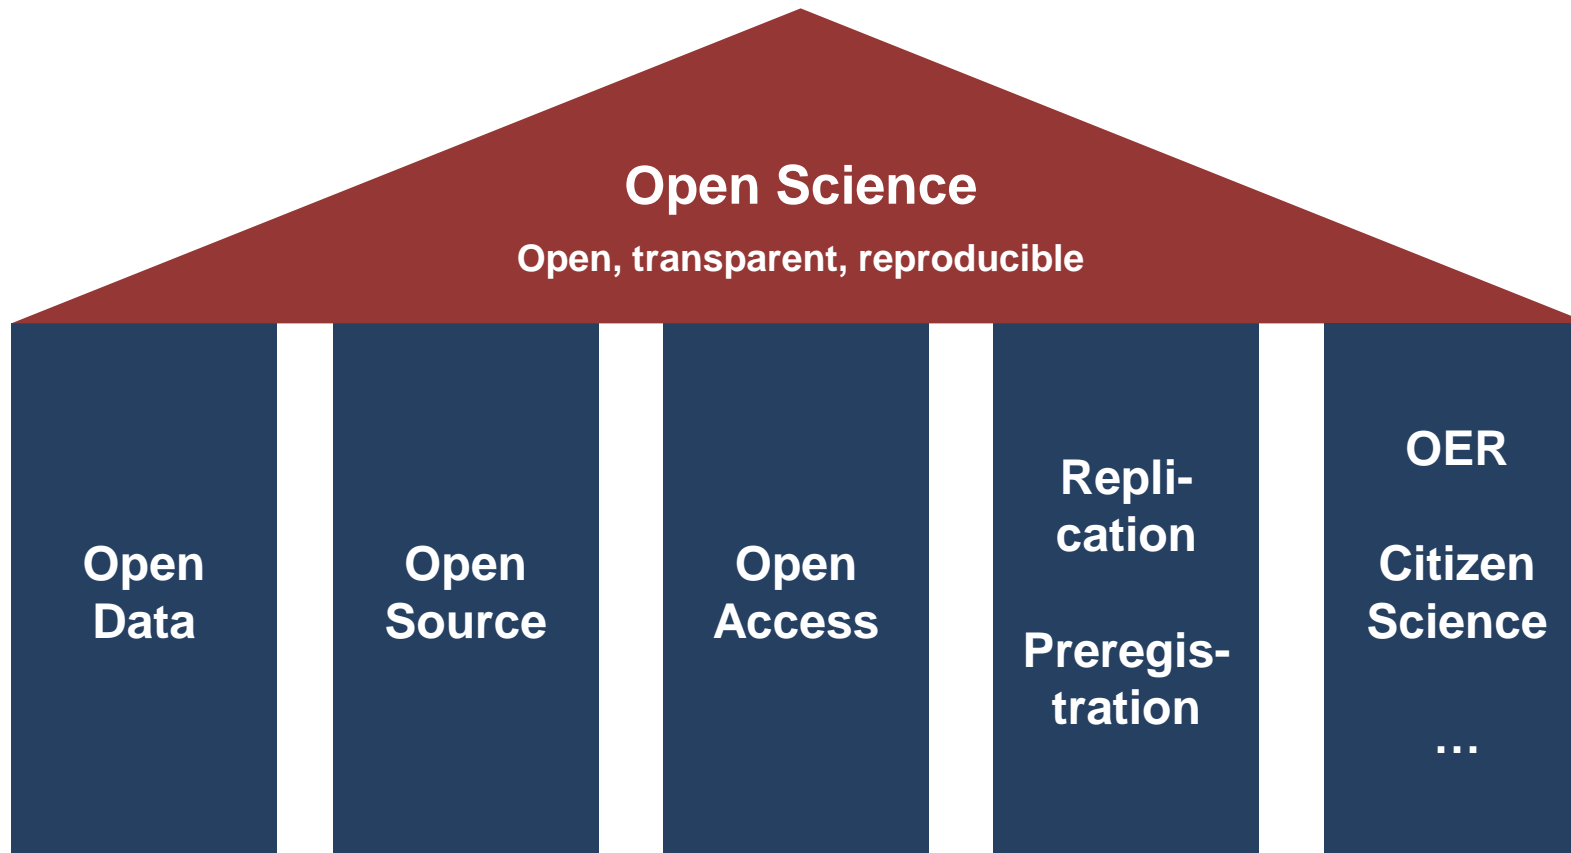 Open Science
Open, transparent, reproducible
Open
Data
Open
Source
Open
Access
Repli-
cation
Preregis-
tration
OER
Citizen
Science
…